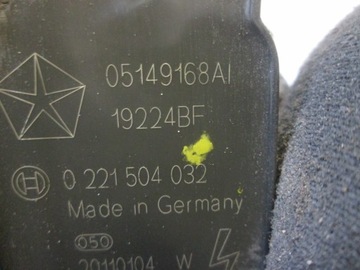 05149168AI
19224BF
0 221 504 032
Made in Germany
050
20110104 W